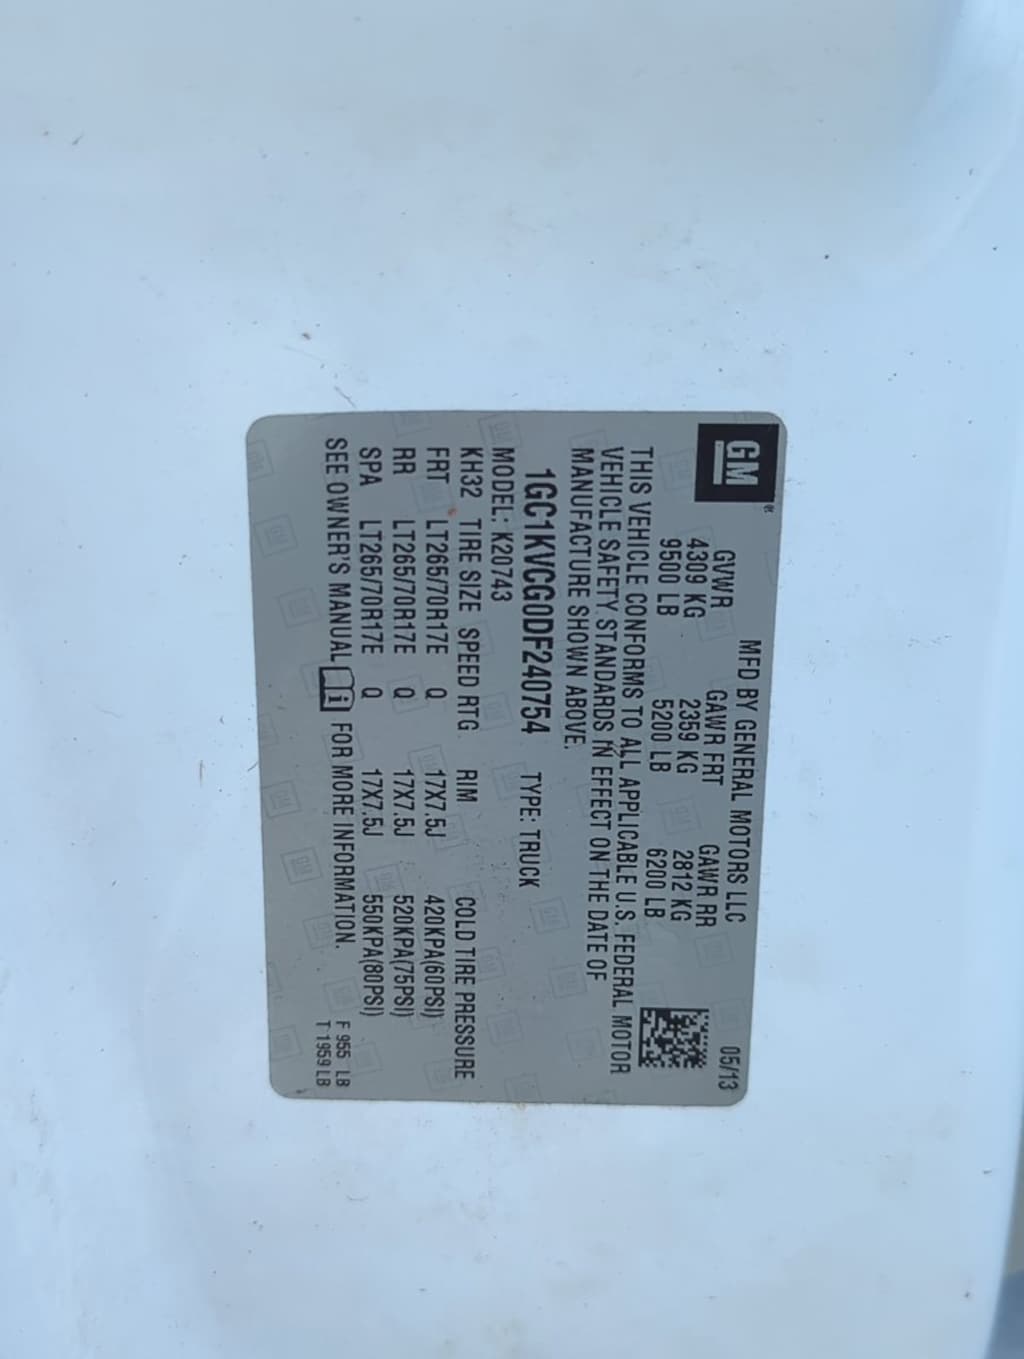 GM
MFD BY GENERAL MOTORS LLC 05/13
GVWR GAWR FRT GAWR RR
4309 KG 2359 KG 2812 KG
9500 LB 5200 LB 6200 LB
THIS VEHICLE CONFORMS TO ALL APPLICABLE U.S. FEDERAL MOTOR
VEHICLE SAFETY STANDARDS IN EFFECT ON THE DATE OF
MANUFACTURE SHOWN ABOVE.
1GC1KVCG0DF240754 TYPE: TRUCK
MODEL: K20743
KH32 TIRE SIZE SPEED RTG RIM COLD TIRE PRESSURE
FRT LT265/70R17E Q 17X7.5J 420KPA(60PSI)
RR LT265/70R17E Q 17X7.5J 520KPA(75PSI)
SPA LT265/70R17E Q 17X7.5J 550KPA(80PSI)
SEE OWNER'S MANUAL i FOR MORE INFORMATION. F 955 LB
T 1959 LB